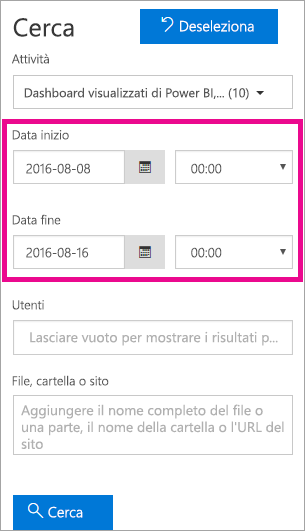 Cerca
Deseleziona
Attività
Dashboard visualizzati di Power BI,... (10)
Data inizio
2016-08-08
00:00
Data fine
2016-08-16
00:00
Utenti
Lasciare vuoto per mostrare i risultati p...
File, cartella o sito
Aggiungere il nome completo del file o
una parte, il nome della cartella o l'URL del
sito
Cerca